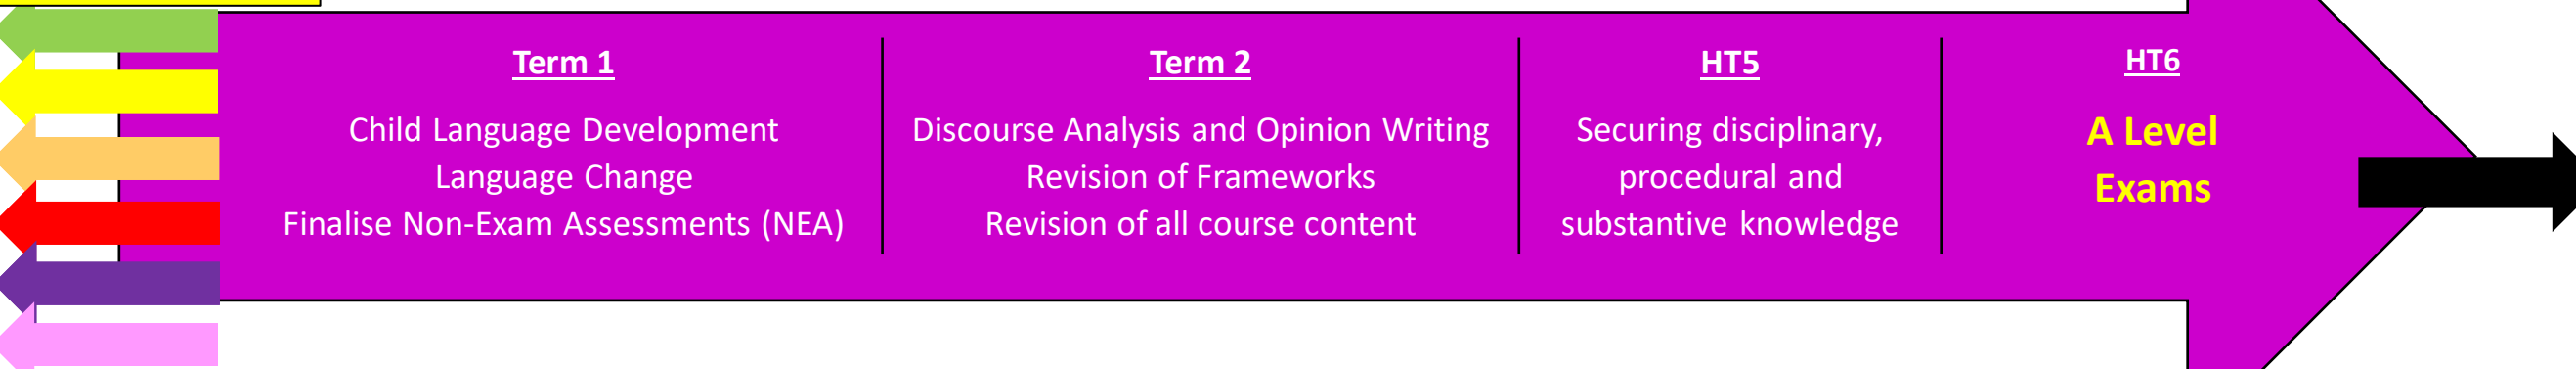 Term 1
Child Language Development
Language Change
Finalise Non-Exam Assessments (NEA)
Term 2
Discourse Analysis and Opinion Writing
Revision of Frameworks
Revision of all course content
HT5
Securing disciplinary,
procedural and
substantive knowledge
HT6
A Level
Exams